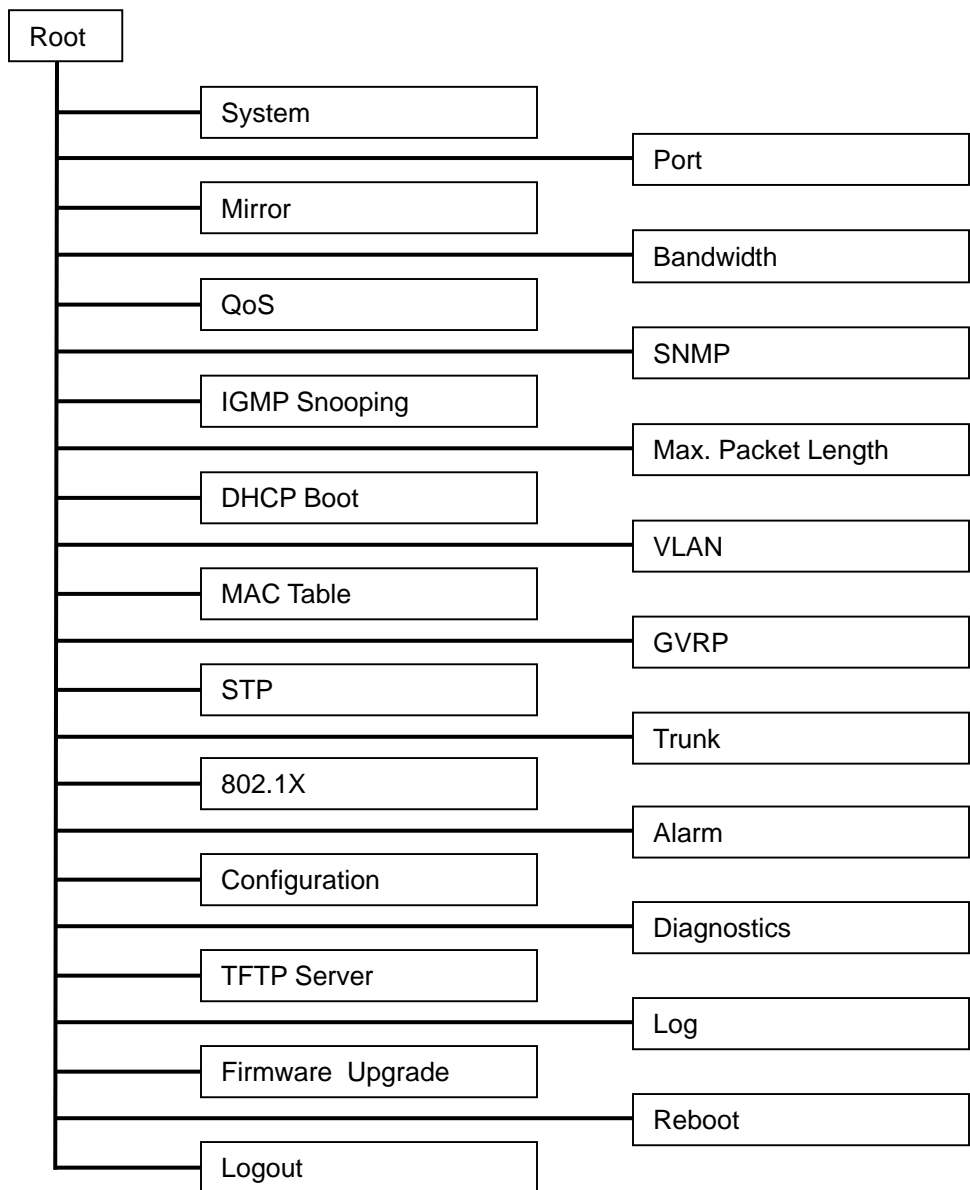 Root
System
Port
Mirror
Bandwidth
QoS
SNMP
IGMP Snooping
Max. Packet Length
DHCP Boot
VLAN
MAC Table
GVRP
STP
Trunk
802.1X
Alarm
Configuration
Diagnostics
TFTP Server
Log
Firmware Upgrade
Reboot
Logout